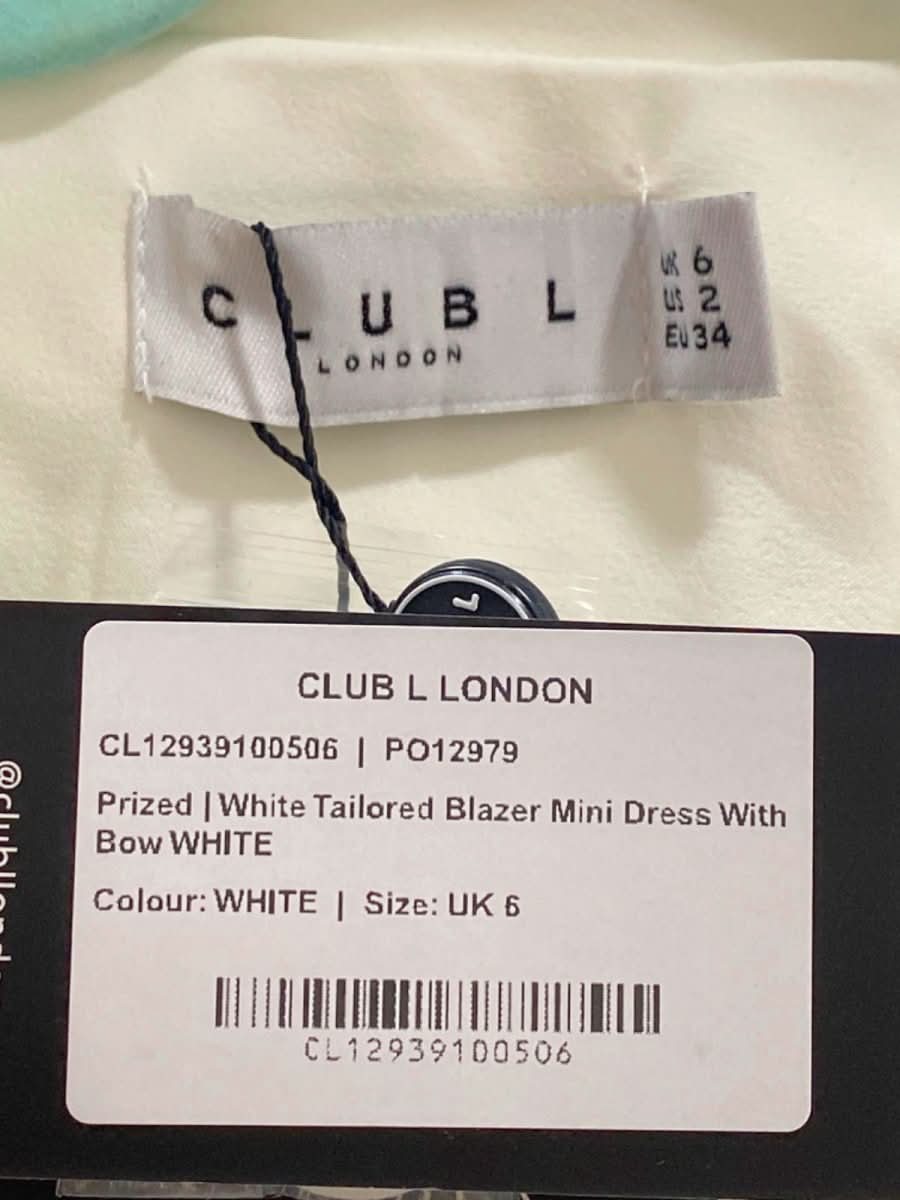 CLUB L
LONDON
UK 6
US 2
EU 34
CLUB L LONDON
CL12939100506 | PO12979
Prized | White Tailored Blazer Mini Dress With
Bow WHITE
Colour: WHITE | Size: UK 6
CL12939100506